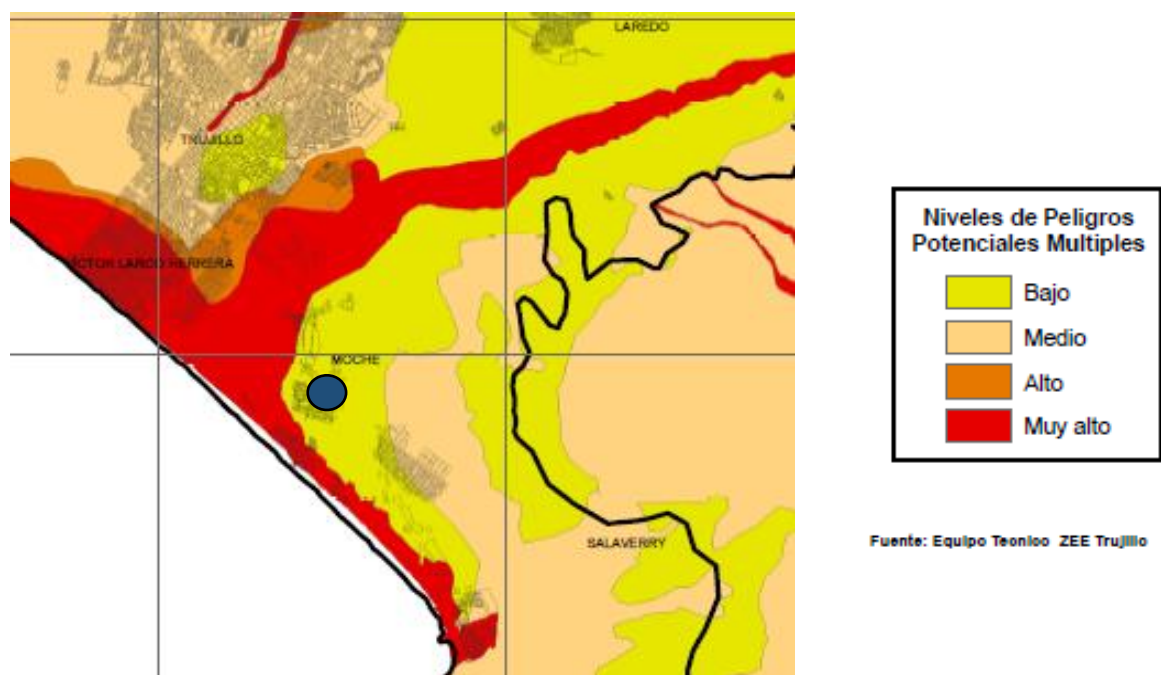 LAREDO
TRUJILLO
VÍCTOR LARCO HERRERA
MOCHE
SALAVERRY
Niveles de Peligros
Potenciales Multiples
Bajo
Medio
Alto
Muy alto
Fuente: Equipo Tecnico ZEE Trujillo